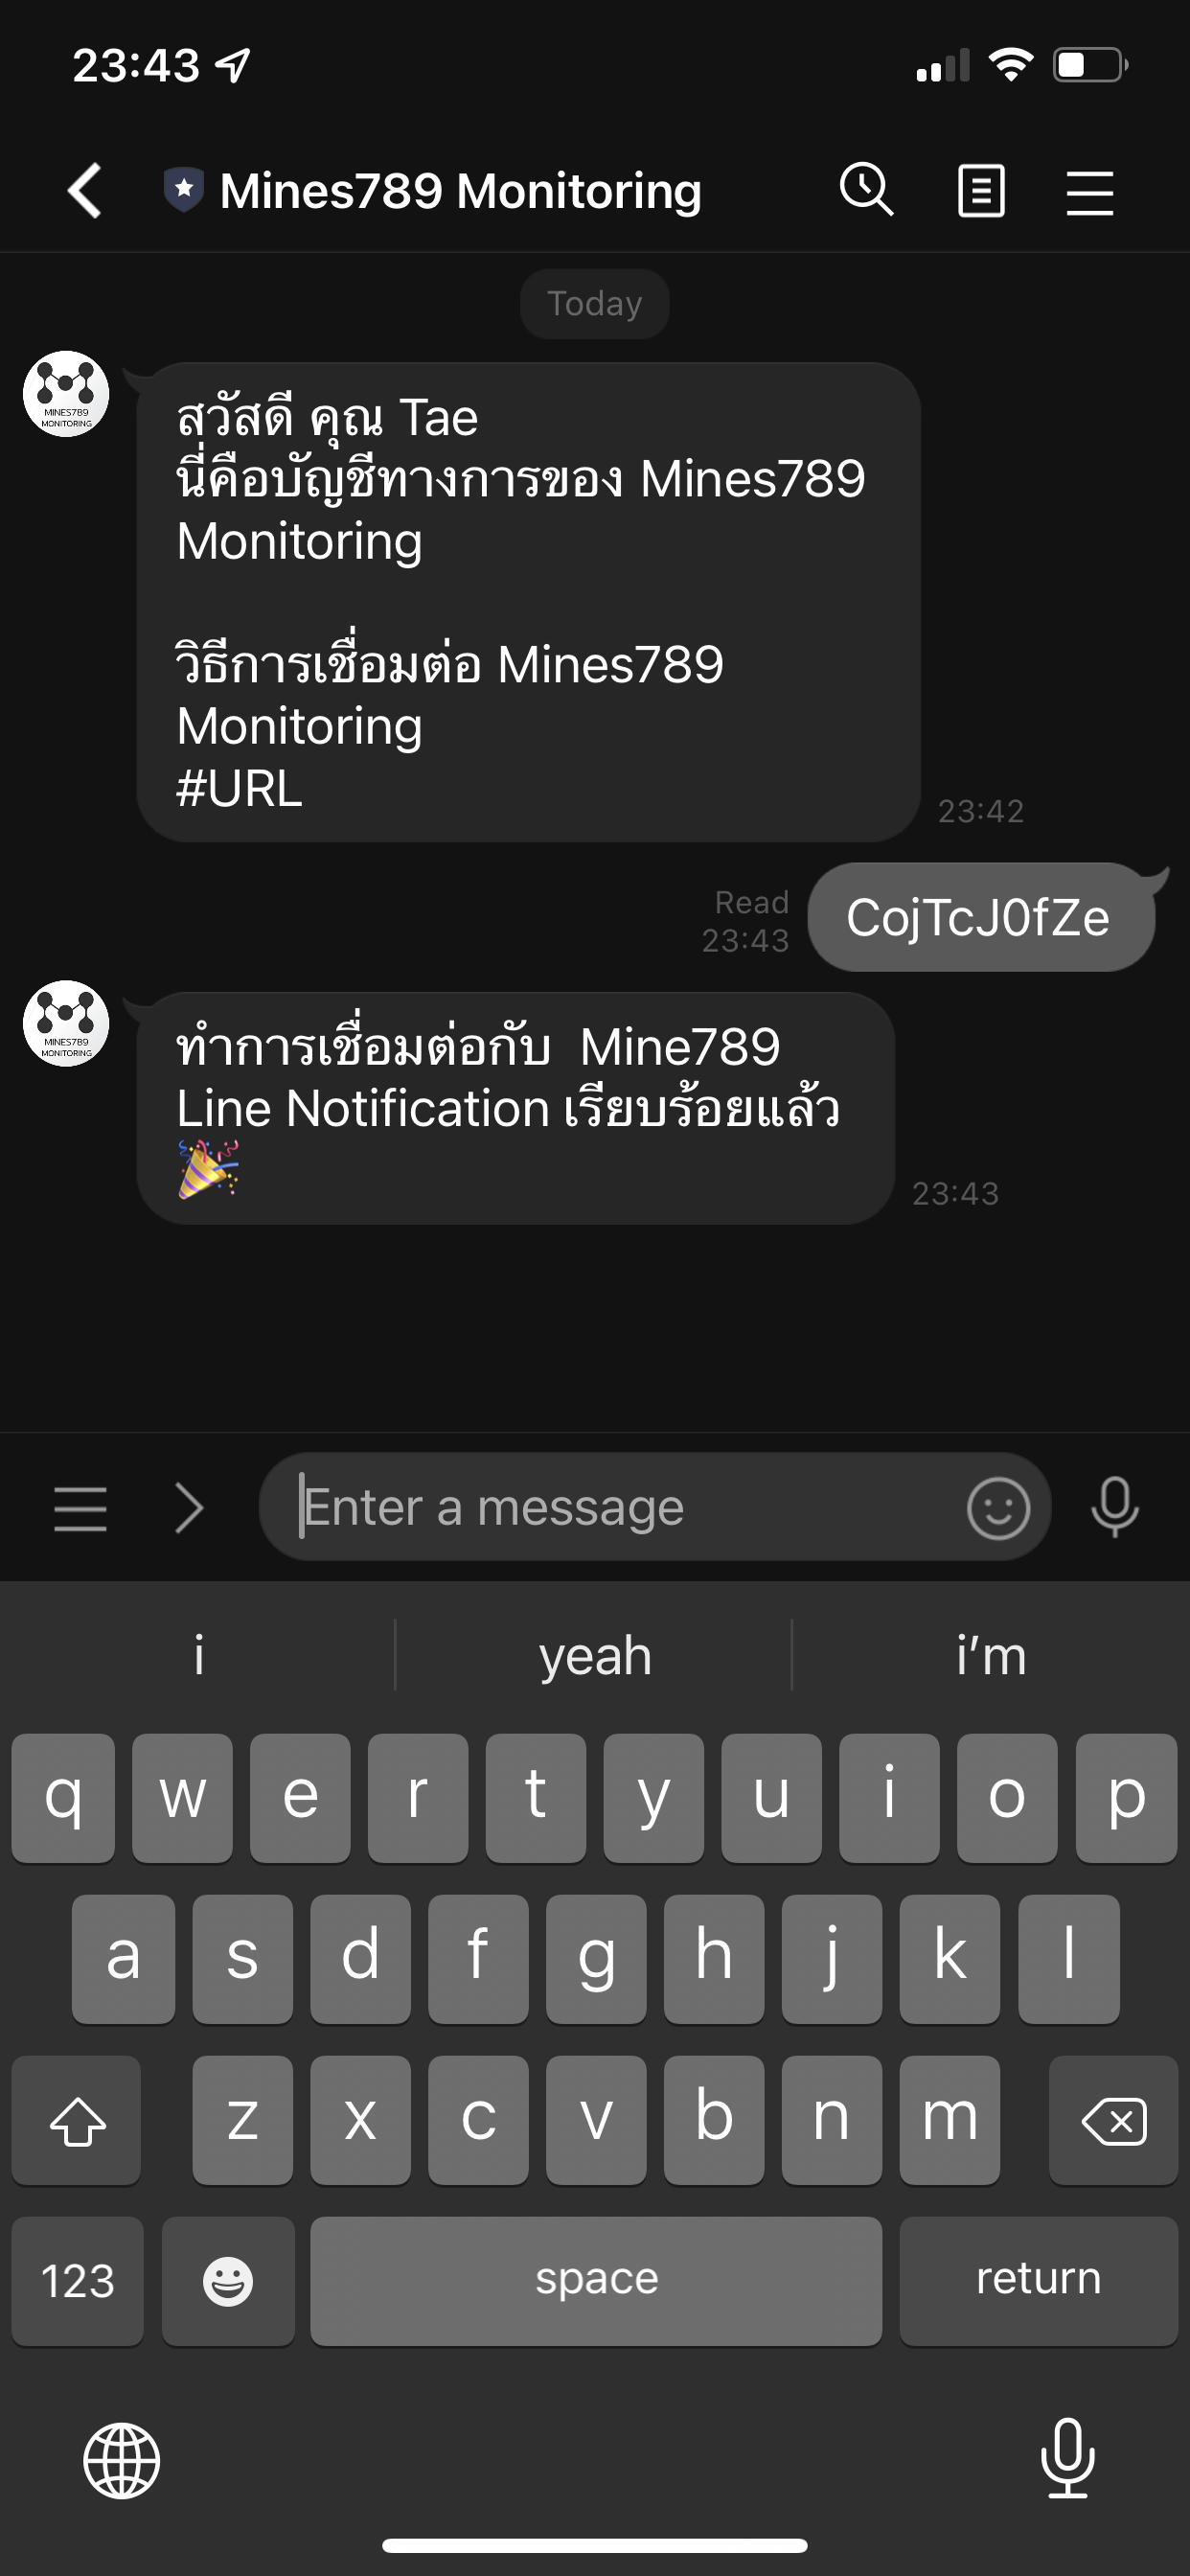 23:43
Mines789 Monitoring
Today
MINES789
MONITORING
สวัสดี คุณ Tae
นี่คือบัญชีทางการของ Mines789
Monitoring
วิธีการเชื่อมต่อ Mines789
Monitoring
#URL
23:42
Read
23:43
CojTcJ0fZe
MINES789
MONITORING
ทำการเชื่อมต่อกับ  Mine789
Line Notification เรียบร้อยแล้ว
🎉
23:43
Enter a message
i yeah i’m
q w e r t y u i o p
a s d f g h j k l
z x c v b n m
123 space return